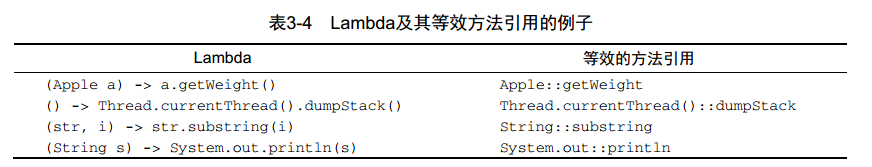 表3-4 Lambda及其等效方法引用的例子
Lambda 等效的方法引用
(Apple a) -> a.getWeight() Apple::getWeight
() -> Thread.currentThread().dumpStack() Thread.currentThread()::dumpStack
(str, i) -> str.substring(i) String::substring
(String s) -> System.out.println(s) System.out::println